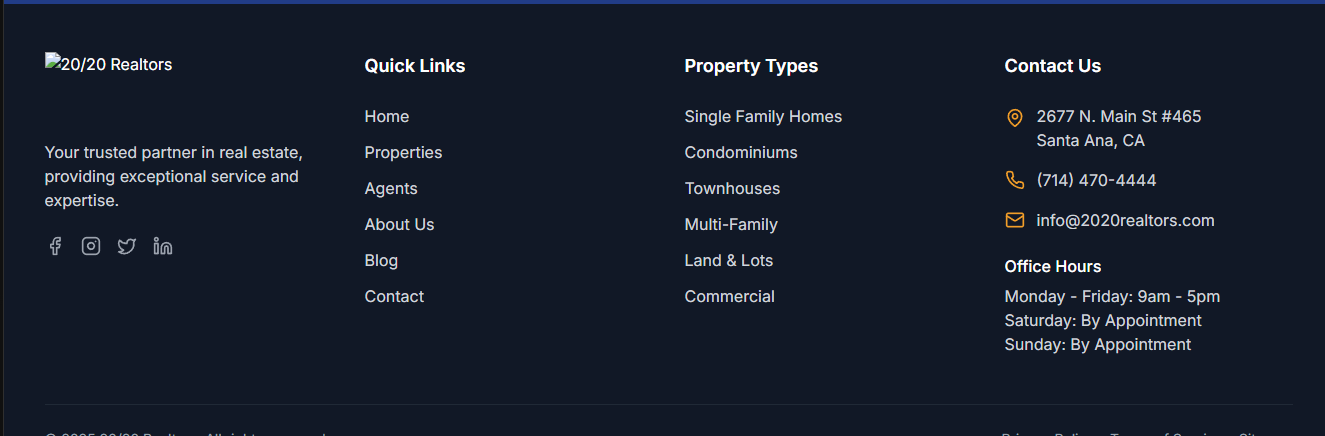 20/20 Realtors
Your trusted partner in real estate,
providing exceptional service and
expertise.
Quick Links
Home
Properties
Agents
About Us
Blog
Contact
Property Types
Single Family Homes
Condominiums
Townhouses
Multi-Family
Land & Lots
Commercial
Contact Us
2677 N. Main St #465
Santa Ana, CA
(714) 470-4444
info@2020realtors.com
Office Hours
Monday - Friday: 9am - 5pm
Saturday: By Appointment
Sunday: By Appointment